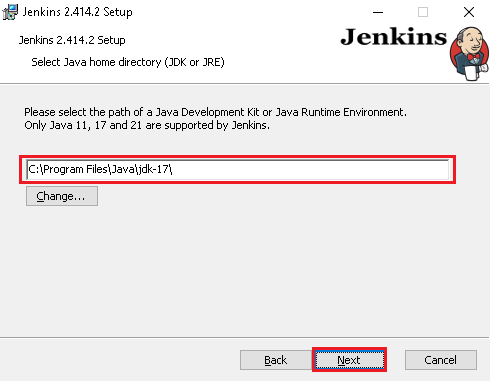 Jenkins 2.414.2 Setup
Jenkins 2.414.2 Setup
Select Java home directory (JDK or JRE)
Jenkins
Please select the path of a Java Development Kit or Java Runtime Environment.
Only Java 11, 17 and 21 are supported by Jenkins.
C:\Program Files\Java\jdk-17\
Change...
Back
Next
Cancel